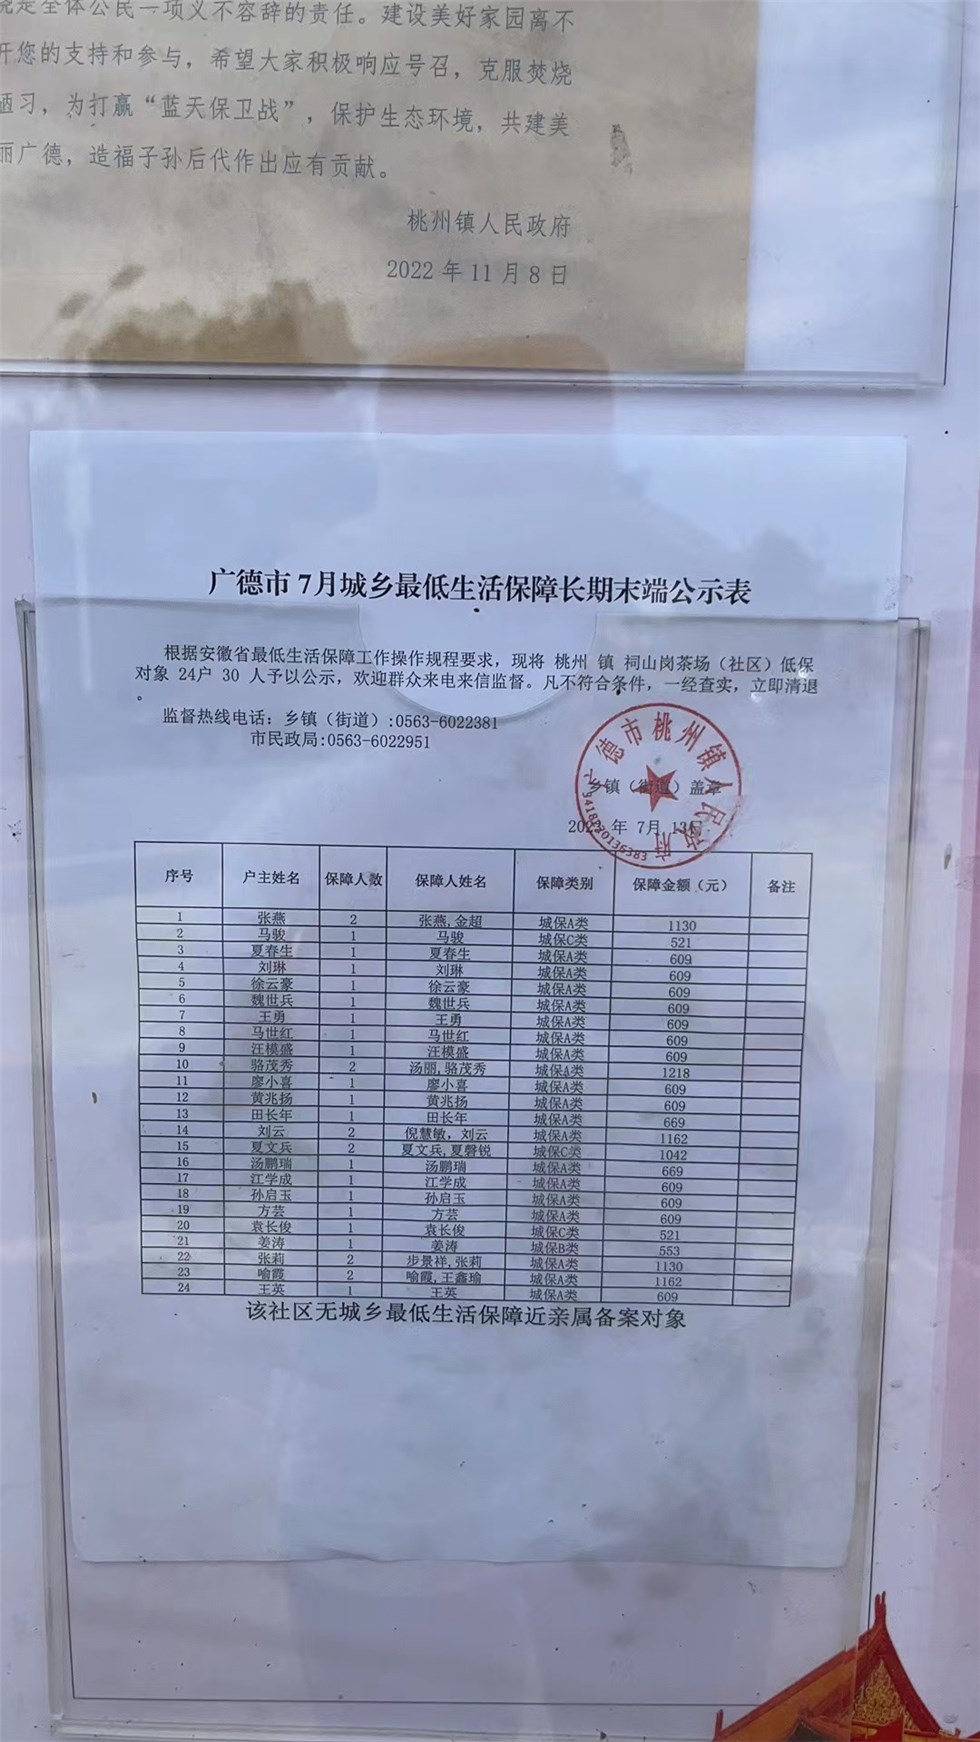 是全体公民一项义不容辞的责任。建设美好家园离不
开您的支持和参与，希望大家积极响应号召，克服焚烧
陋习，为打赢“蓝天保卫战”，保护生态环境，共建美
丽广德，造福子孙后代作出应有贡献。
桃州镇人民政府
2022 年 11 月 8 日
广德市 7月城乡最低生活保障长期末端公示表
根据安徽省最低生活保障工作操作规程要求，现将 桃州 镇 祠山岗茶场（社区）低保
对象 24户 30 人予以公示，欢迎群众来电来信监督。凡不符合条件，一经查实，立即清退
。
监督热线电话：乡镇（街道）:0563-6022381
市民政局:0563-6022951
德市桃州镇人民政府
乡镇（街道）盖章
年 7月 13日
序号 户主姓名 保障人数 保障人姓名 保障类别 保障金额（元） 备注
1 张燕 2 张燕,金超 城保A类 1130
2 马骏 1 马骏 城保C类 521
3 夏春生 1 夏春生 城保A类 609
4 刘琳 1 刘琳 城保A类 609
5 徐云豪 1 徐云豪 城保A类 609
6 魏世兵 1 魏世兵 城保A类 609
7 王勇 1 王勇 城保A类 609
8 马世红 1 马世红 城保A类 609
9 汪模盛 1 汪模盛 城保A类 609
10 骆茂秀 2 汤丽,骆茂秀 城保A类 1218
11 廖小喜 1 廖小喜 城保A类 609
12 黄兆扬 1 黄兆扬 城保A类 609
13 田长年 1 田长年 城保A类 669
14 刘云 2 倪慧敏，刘云 城保A类 1162
15 夏文兵 2 夏文兵,夏磬锐 城保C类 1042
16 汤鹏瑞 1 汤鹏瑞 城保A类 669
17 江学成 1 江学成 城保A类 609
18 孙启玉 1 孙启玉 城保A类 609
19 方芸 1 方芸 城保A类 609
20 袁长俊 1 袁长俊 城保C类 521
21 姜涛 1 姜涛 城保B类 553
22 张莉 2 步景祥,张莉 城保A类 1130
23 喻霞 2 喻霞,王鑫瑜 城保A类 1162
24 王英 1 王英 城保A类 609
该社区无城乡最低生活保障近亲属备案对象